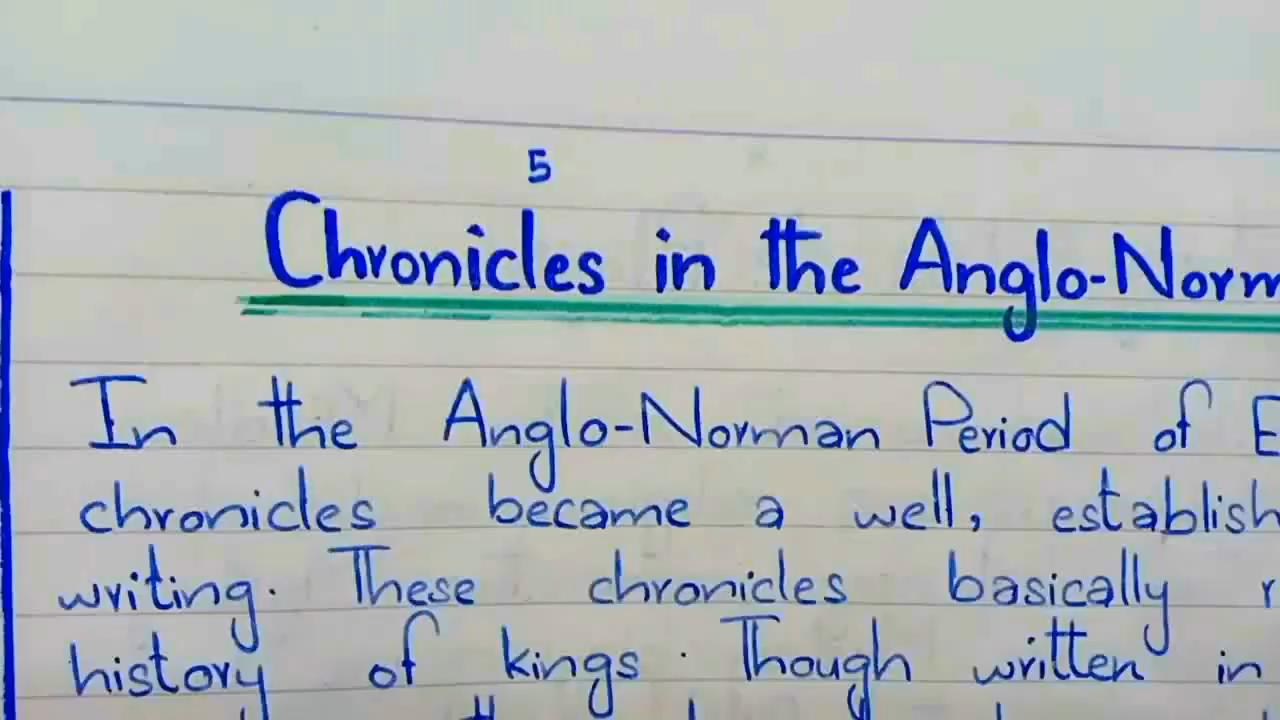 5
Chronicles in the Anglo-Norm
In the Anglo-Norman Period of E
chronicles became a well, establish
writing. These chronicles basically r
history of kings. Though written in